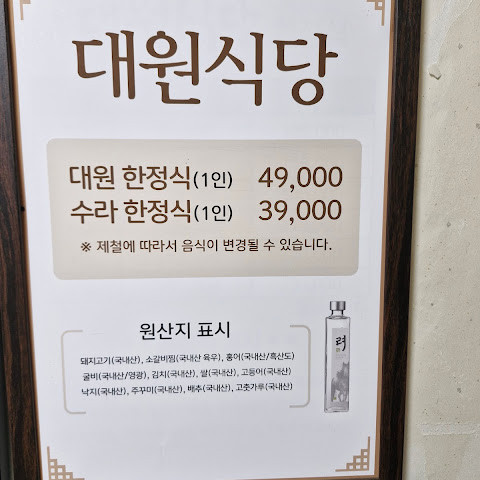 대원식당
대원 한정식(1인) 49,000
수라 한정식(1인) 39,000
※ 제철에 따라서 음식이 변경될 수 있습니다.
원산지 표시
돼지고기(국내산), 소갈비찜(국내산 육우), 홍어(국내산/흑산도)
굴비(국내산/영광), 김치(국내산), 쌀(국내산), 고등어(국내산)
낙지(국내산), 주꾸미(국내산), 배추(국내산), 고춧가루(국내산)
려